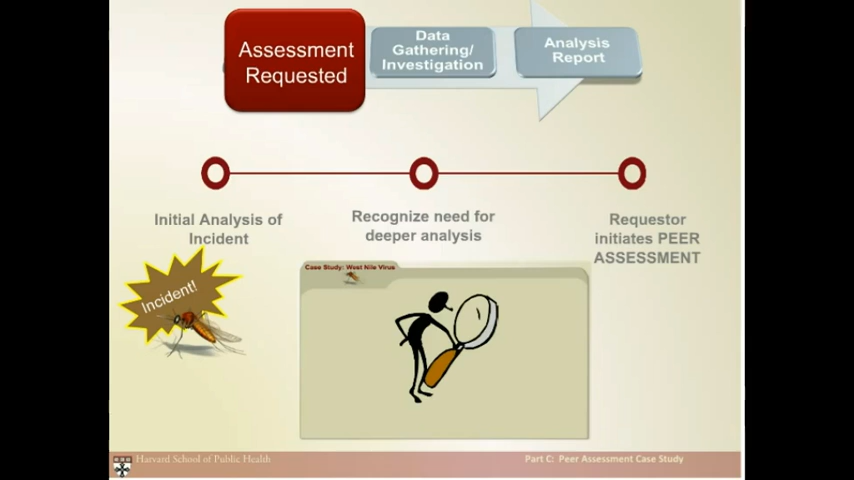 Assessment
Requested
Data
Gathering/
Investigation
Analysis
Report
Initial Analysis of
Incident
Recognize need for
deeper analysis
Requestor
initiates PEER
ASSESSMENT
Incident!
Case Study: West Nile Virus
Harvard School of Public Health
Part C: Peer Assessment Case Study